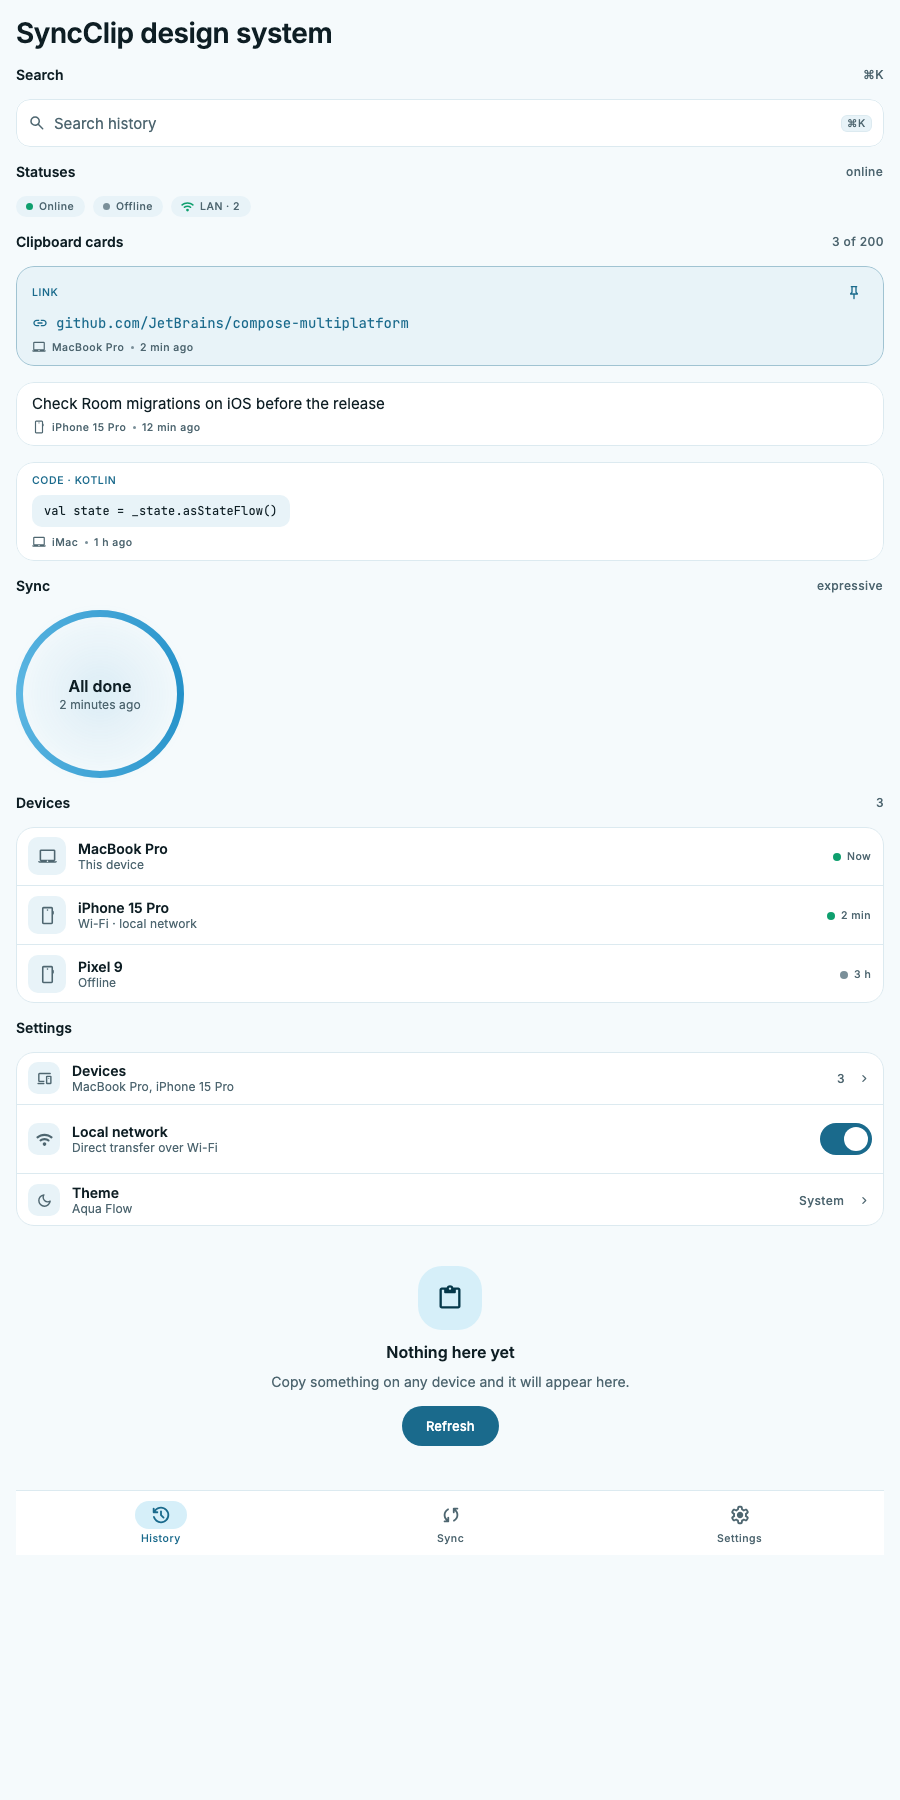 SyncClip design system
Search ⌘K
Search history ⌘K
Statuses online
Online Offline LAN · 2
Clipboard cards 3 of 200
LINK
github.com/JetBrains/compose-multiplatform
MacBook Pro • 2 min ago
Check Room migrations on iOS before the release
iPhone 15 Pro • 12 min ago
CODE · KOTLIN
val state = _state.asStateFlow()
iMac • 1 h ago
Sync expressive
All done
2 minutes ago
Devices 3
MacBook Pro
This device
Now
iPhone 15 Pro
Wi-Fi · local network
2 min
Pixel 9
Offline
3 h
Settings
Devices
MacBook Pro, iPhone 15 Pro
3
Local network
Direct transfer over Wi-Fi
Theme
Aqua Flow
System
Nothing here yet
Copy something on any device and it will appear here.
Refresh
History Sync Settings